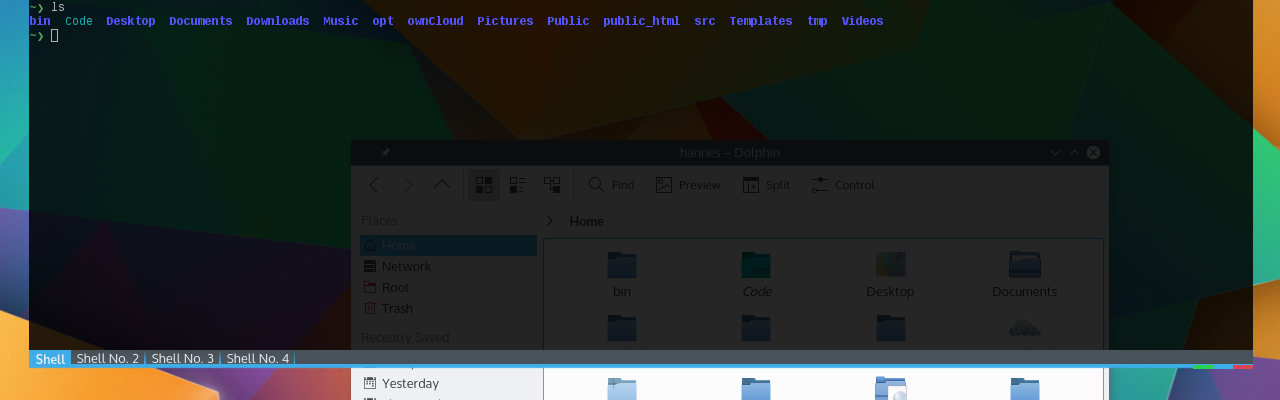 ~❯ ls
bin Code Desktop Documents Downloads Music opt ownCloud Pictures Public public_html src Templates tmp Videos
~❯
hannes – Dolphin
Find Preview Split Control
Places
Home
Home
Network
Root
Trash
bin Code Desktop Documents
Recently Saved
Shell Shell No. 2 Shell No. 3 Shell No. 4
Yesterday